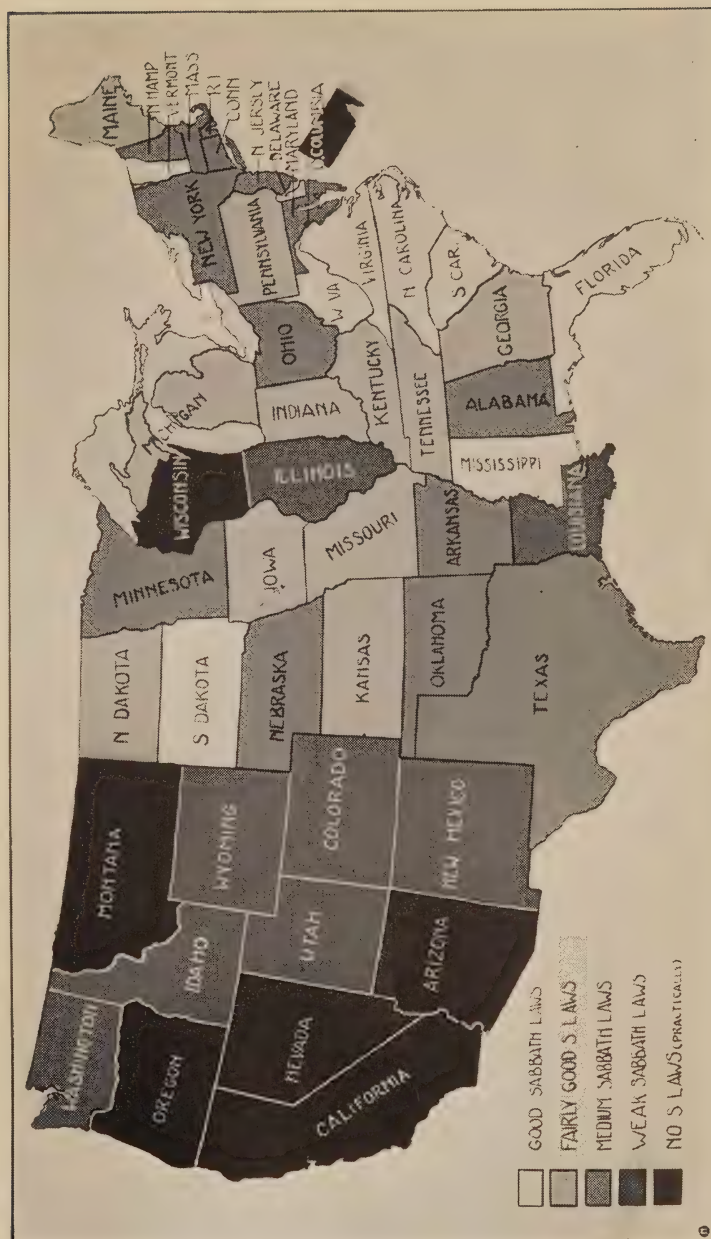 WASHINGTON
OREGON
CALIFORNIA
NEVADA
IDAHO
MONTANA
WYOMING
UTAH
ARIZONA
COLORADO
NEW MEXICO
N DAKOTA
S DAKOTA
NEBRASKA
KANSAS
OKLAHOMA
TEXAS
MINNESOTA
IOWA
MISSOURI
ARKANSAS
LOUISIANA
WISCONSIN
ILLINOIS
MICHIGAN
INDIANA
OHIO
KENTUCKY
TENNESSEE
MISSISSIPPI
ALABAMA
GEORGIA
FLORIDA
S CAR.
N CAROLINA
VIRGINIA
W VA
PENNSYLVANIA
NEW YORK
MAINE
N HAMP
VERMONT
MASS
R I
CONN
N JERSLY
DELAWARE
MARYLAND
D. COLUMBIA
GOOD SABBATH LAWS
FAIRLY GOOD S LAWS
MEDIUM SABBATH LAWS
WEAK SABBATH LAWS
NO S LAWS (PRACTICALLY)